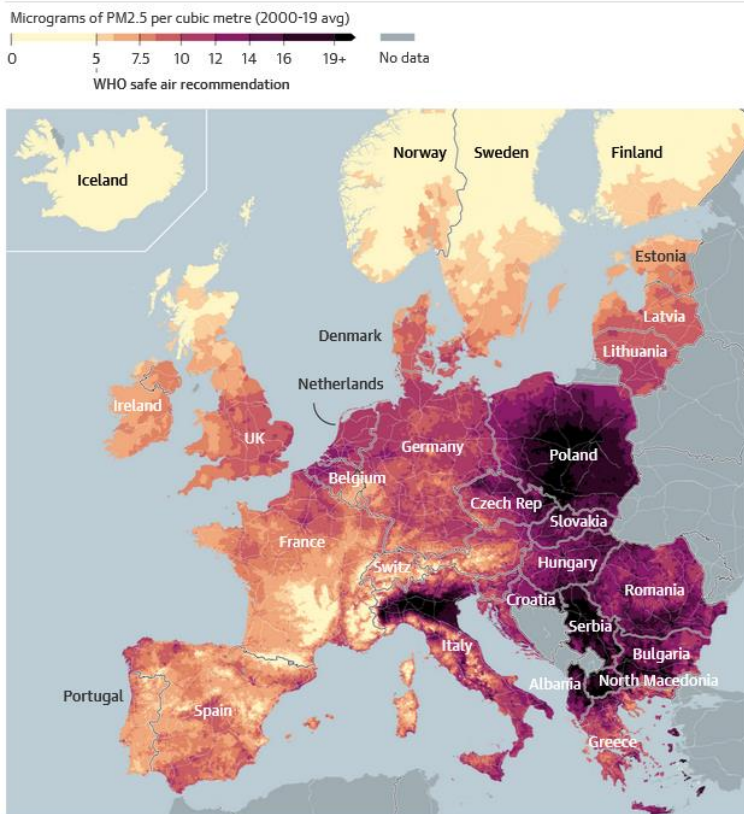 Micrograms of PM2.5 per cubic metre (2000-19 avg)
0 5 7.5 10 12 14 16 19+ No data
WHO safe air recommendation
Iceland
Norway
Sweden
Finland
Estonia
Latvia
Lithuania
Denmark
Netherlands
Ireland
UK
Germany
Poland
Belgium
Czech Rep
Slovakia
France
Switz
Hungary
Romania
Croatia
Serbia
Italy
Bulgaria
Albania
North Macedonia
Portugal
Spain
Greece